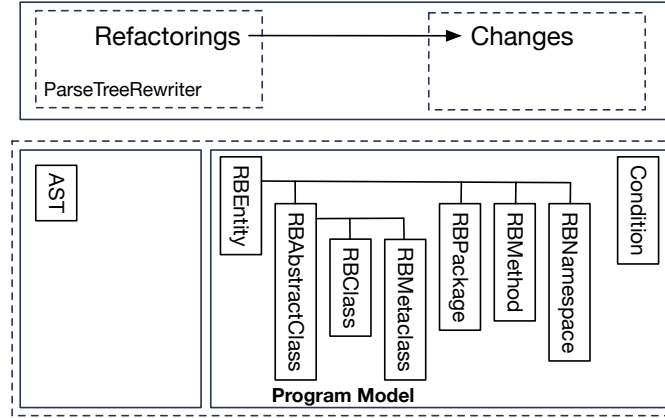 Refactorings
Changes
ParseTreeRewriter
AST
RBEntity
RBAbstractClass
RBClass
RBMetaclass
RBPackage
RBMethod
RBNamespace
Condition
Program Model